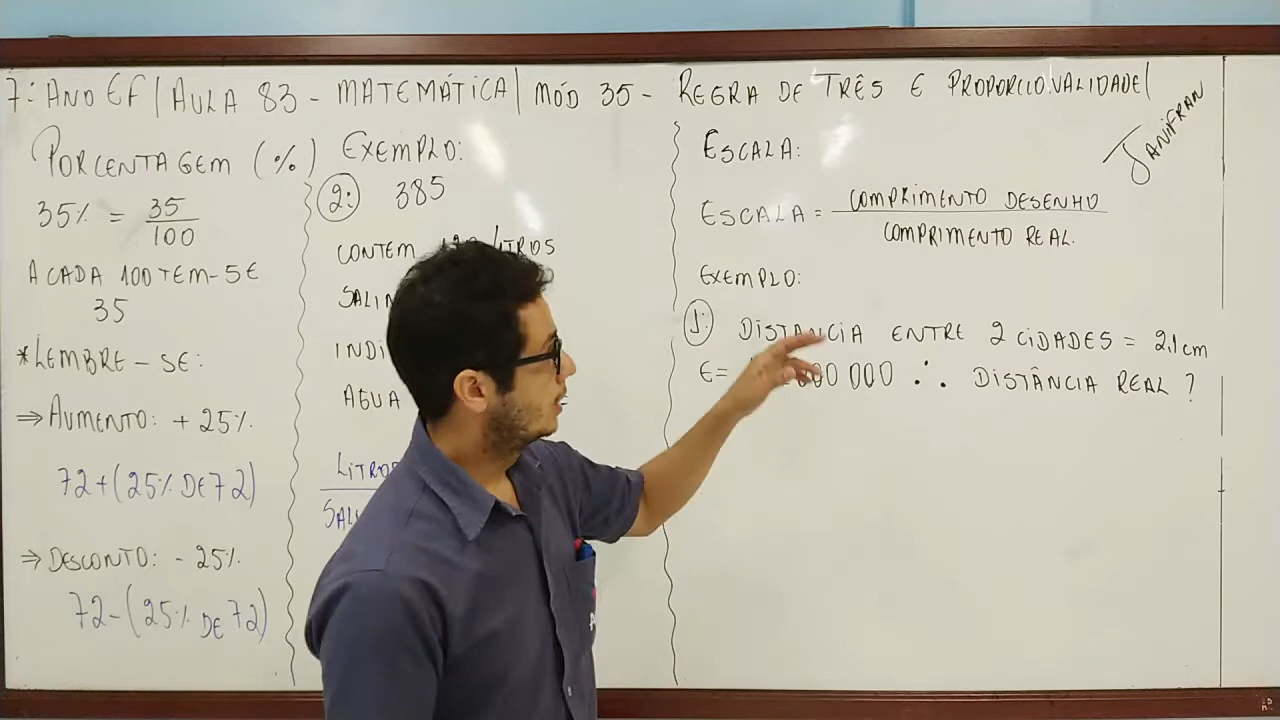 7º ANO EF | AULA 83 - MATEMÁTICA | MÓD 35 - REGRA DE TRÊS E PROPORCIONALIDADE |
JANIFRAN
PORCENTAGEM (%)
35% = 35
100
A CADA 100 TEM-SE
35
*LEMBRE-SE:
⇒ AUMENTO: + 25%
72+(25% DE 72)
⇒ DESCONTO: - 25%
72-(25% DE 72)
EXEMPLO:
2: 385
CONTEM LITROS
LITROS
ESCALA:
ESCALA = COMPRIMENTO DESENHO
COMPRIMENTO REAL.
EXEMPLO:
1: DISTANCIA ENTRE 2 CIDADES = 2,1 cm
E= 000 000 ∴ DISTÂNCIA REAL ?